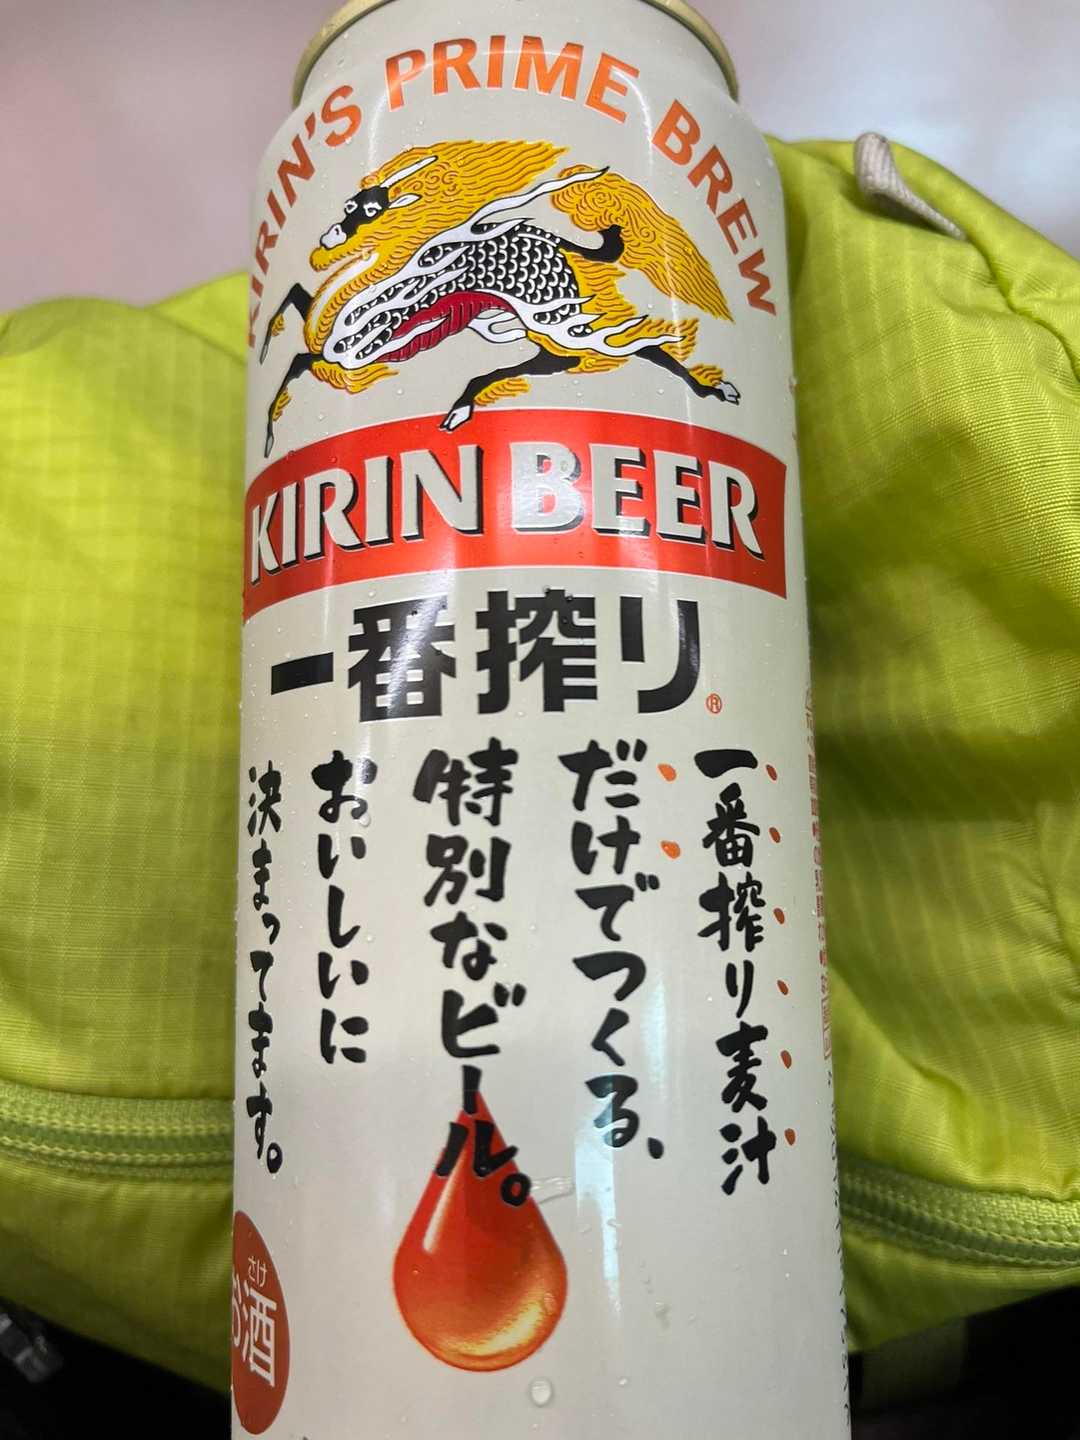 KIRIN'S PRIME BREW
KIRIN BEER
一番搾り®
一番搾り麦汁
だけでつくる、
特別なビール。
おいしいに
決まってます。
さけ
お酒